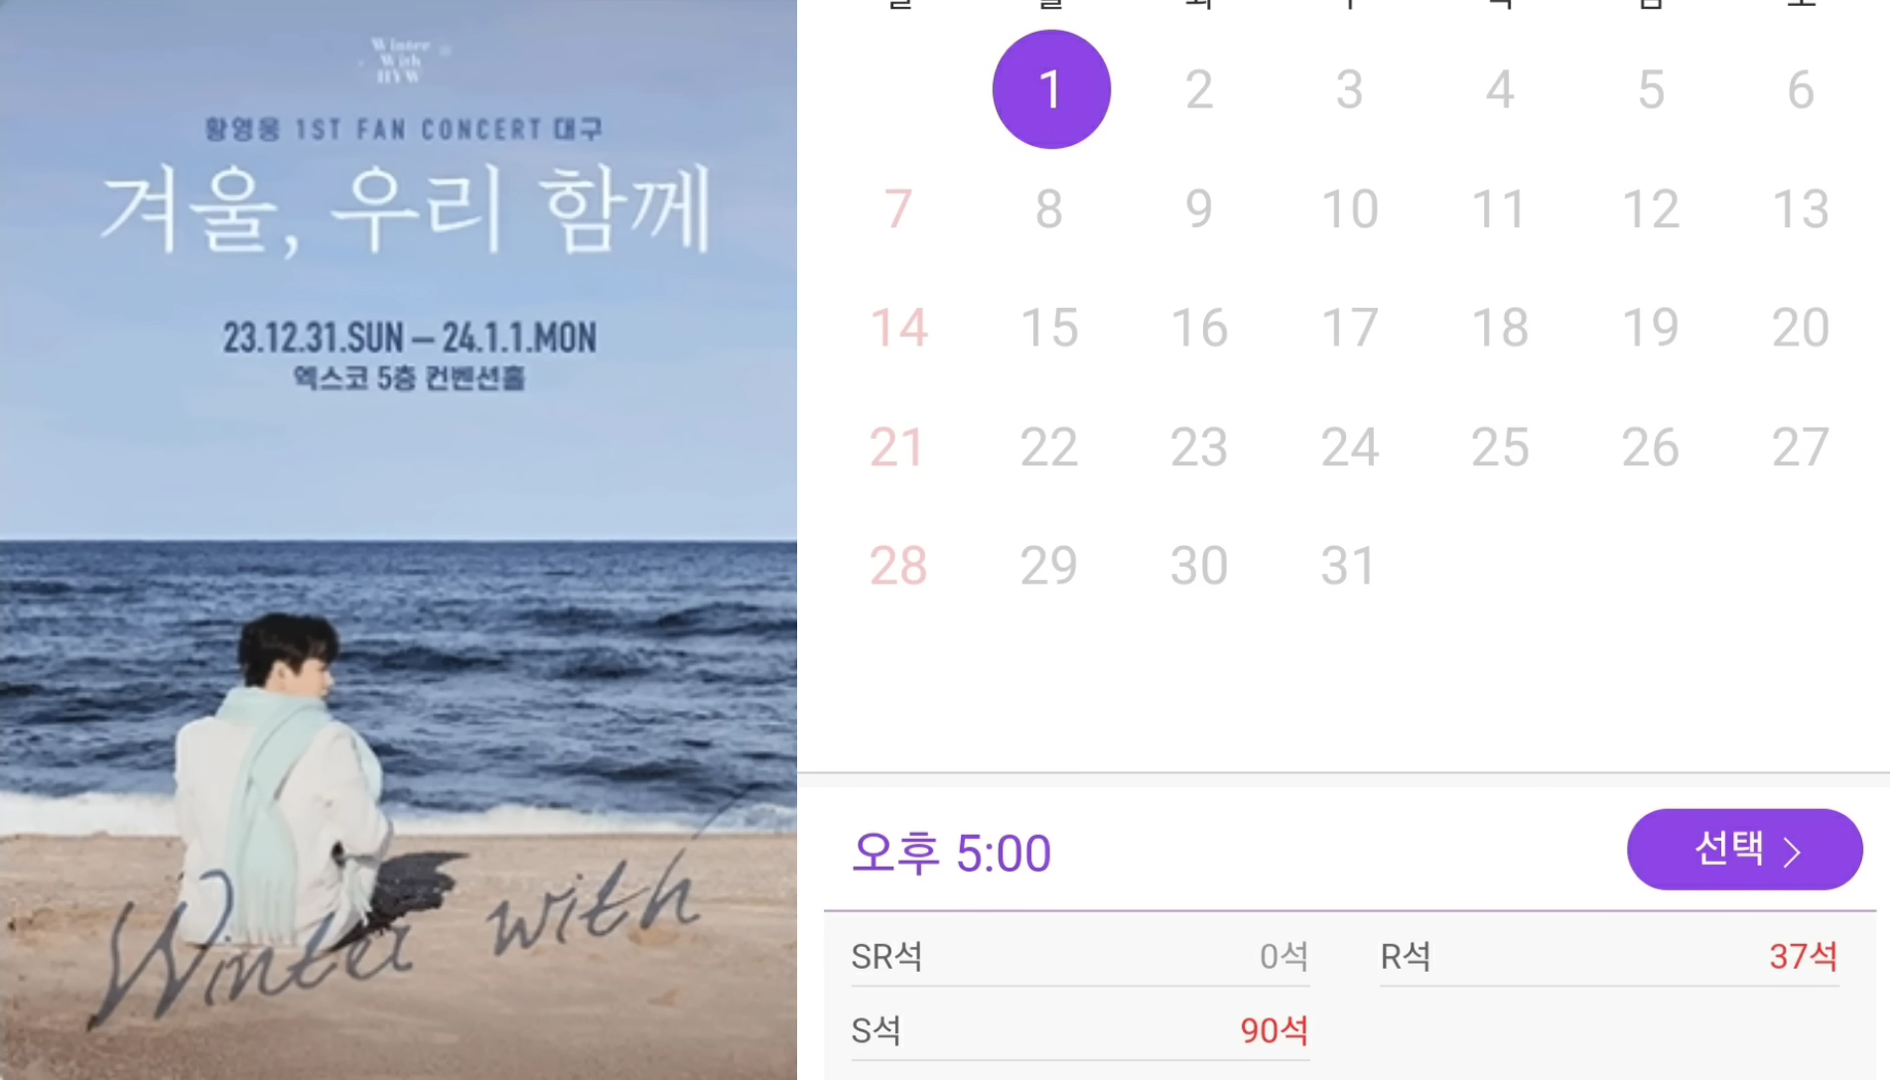 Winter
With
HYW
황영웅 1ST FAN CONCERT 대구
겨울, 우리 함께
23.12.31.SUN – 24.1.1.MON
엑스코 5층 컨벤션홀
Winter with
1 2 3 4 5 6
7 8 9 10 11 12 13
14 15 16 17 18 19 20
21 22 23 24 25 26 27
28 29 30 31
오후 5:00 선택 >
SR석 0석 R석 37석
S석 90석